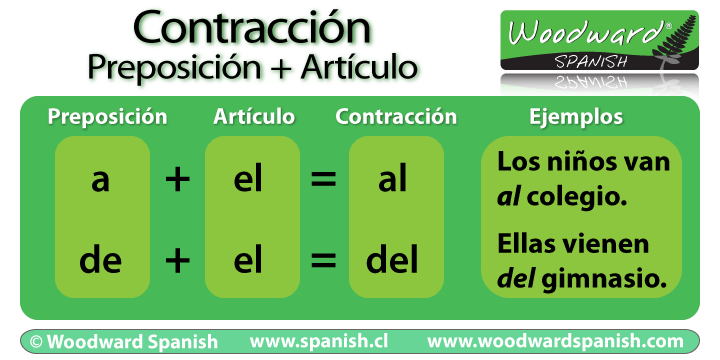 Contracción
Preposición + Artículo
Woodward®
SPANISH
Preposición Artículo Contracción Ejemplos
a + el = al
Los niños van
al colegio.
de + el = del
Ellas vienen
del gimnasio.
© Woodward Spanish www.spanish.cl www.woodwardspanish.com